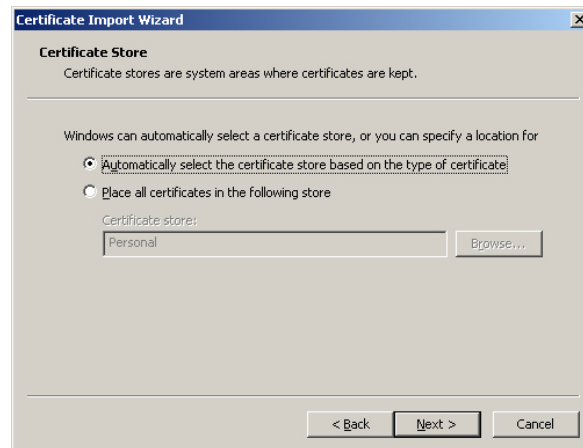 Certificate Import Wizard
Certificate Store
Certificate stores are system areas where certificates are kept.
Windows can automatically select a certificate store, or you can specify a location for
Automatically select the certificate store based on the type of certificate
Place all certificates in the following store
Certificate store:
Personal
Browse...
< Back
Next >
Cancel